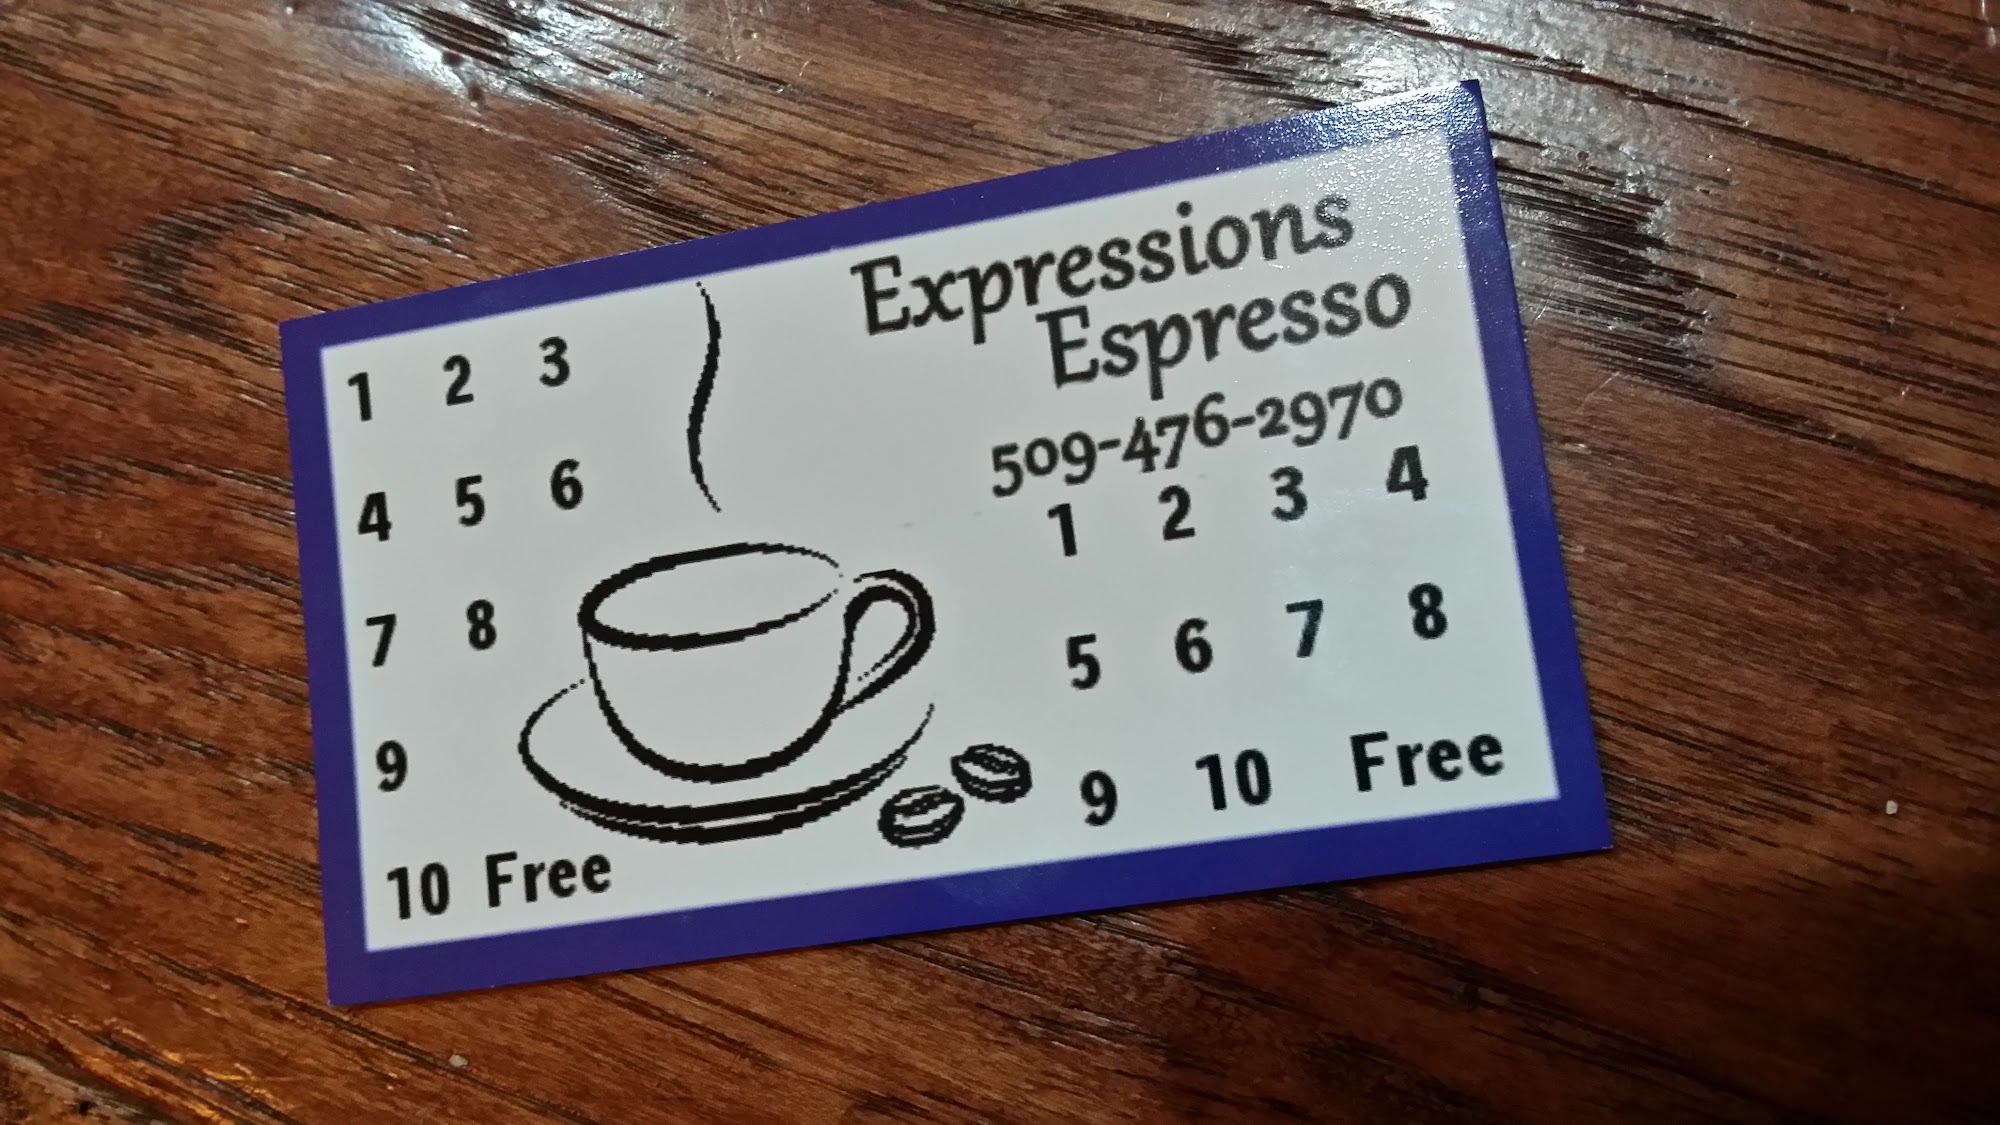 Expressions
Espresso
509-476-2970
1 2 3
4 5 6
7 8
9
10 Free
1 2 3 4
5 6 7 8
9 10 Free